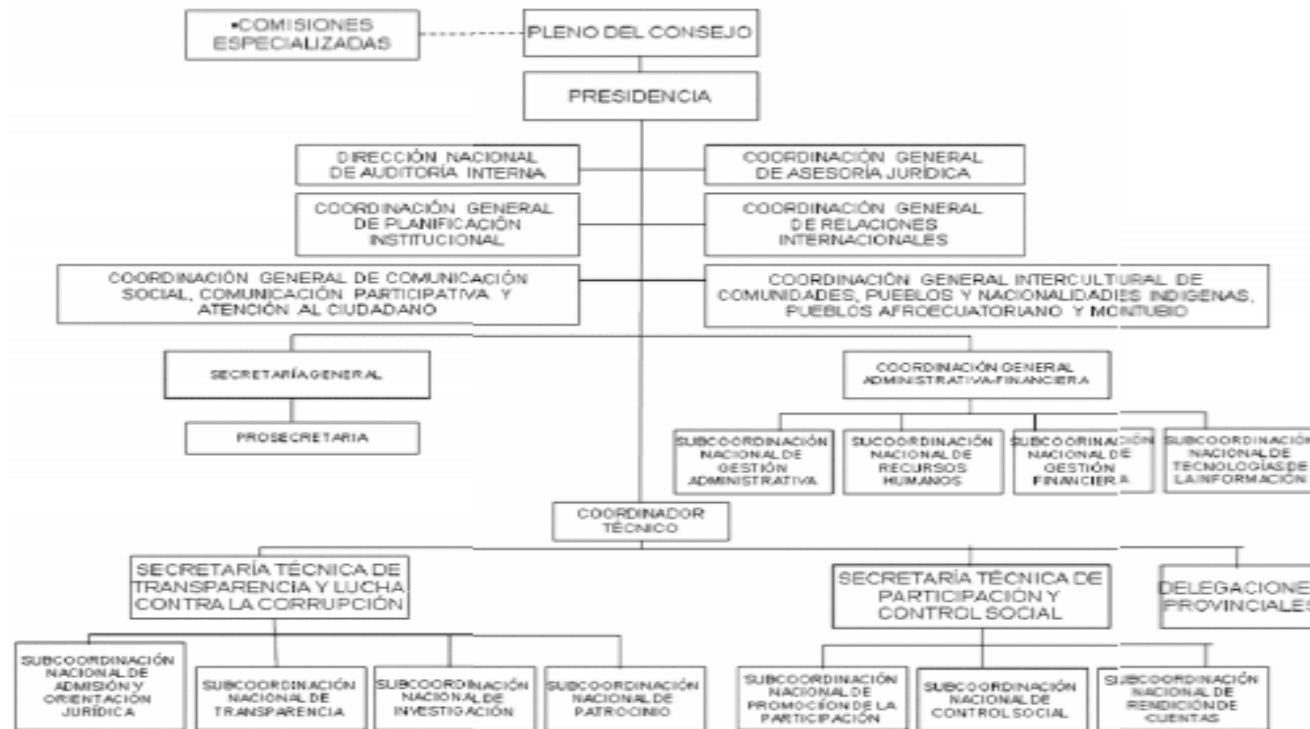 •COMISIONES
ESPECIALIZADAS
PLENO DEL CONSEJO
PRESIDENCIA
DIRECCIÓN NACIONAL
DE AUDITORÍA INTERNA
COORDINACIÓN GENERAL
DE ASESORÍA JURÍDICA
COORDINACIÓN GENERAL
DE PLANIFICACIÓN
INSTITUCIONAL
COORDINACIÓN GENERAL
DE RELACIONES
INTERNACIONALES
COORDINACIÓN GENERAL DE COMUNICACIÓN
SOCIAL, COMUNICACIÓN PARTICIPATIVA Y
ATENCIÓN AL CIUDADANO
COORDINACIÓN GENERAL INTERCULTURAL DE
COMUNIDADES, PUEBLOS Y NACIONALIDADES INDIGENAS,
PUEBLOS AFROECUATORIANO Y MONTUBIO
SECRETARÍA GENERAL
COORDINACIÓN GENERAL
ADMINISTRATIVA-FINANCIERA
PROSECRETARIA
SUBCOORDINACIÓN
NACIONAL DE
GESTIÓN
ADMINISTRATIVA
SUCOORDINACIÓN
NACIONAL DE
RECURSOS
HUMANOS
SUBCOORDINACIÓN
NACIONAL DE
GESTIÓN
FINANCIERA
SUBCOORDINACIÓN
NACIONAL DE
TECNOLOGÍAS DE
LA INFORMACIÓN
COORDINADOR
TÉCNICO
SECRETARÍA TÉCNICA DE
TRANSPARENCIA Y LUCHA
CONTRA LA CORRUPCIÓN
SECRETARÍA TÉCNICA DE
PARTICIPACIÓN Y
CONTROL SOCIAL
DELEGACIONE
PROVINCIALES
SUBCOORDINACIÓN
NACIONAL DE
ADMISIÓN Y
ORIENTACIÓN
JURÍDICA
SUBCOORDINACIÓN
NACIONAL DE
TRANSPARENCIA
SUBCOORDINACIÓN
NACIONAL DE
INVESTIGACIÓN
SUBCOORDINACIÓN
NACIONAL DE
PATROCINIO
SUBCOORDINACIÓN
NACIONAL DE
PROMOCIÓN DE LA
PARTICIPACIÓN
SUBCOORDINACIÓN
NACIONAL DE
CONTROL SOCIAL
SUBCOORDINACIÓN
NACIONAL DE
RENDICIÓN DE
CUENTAS